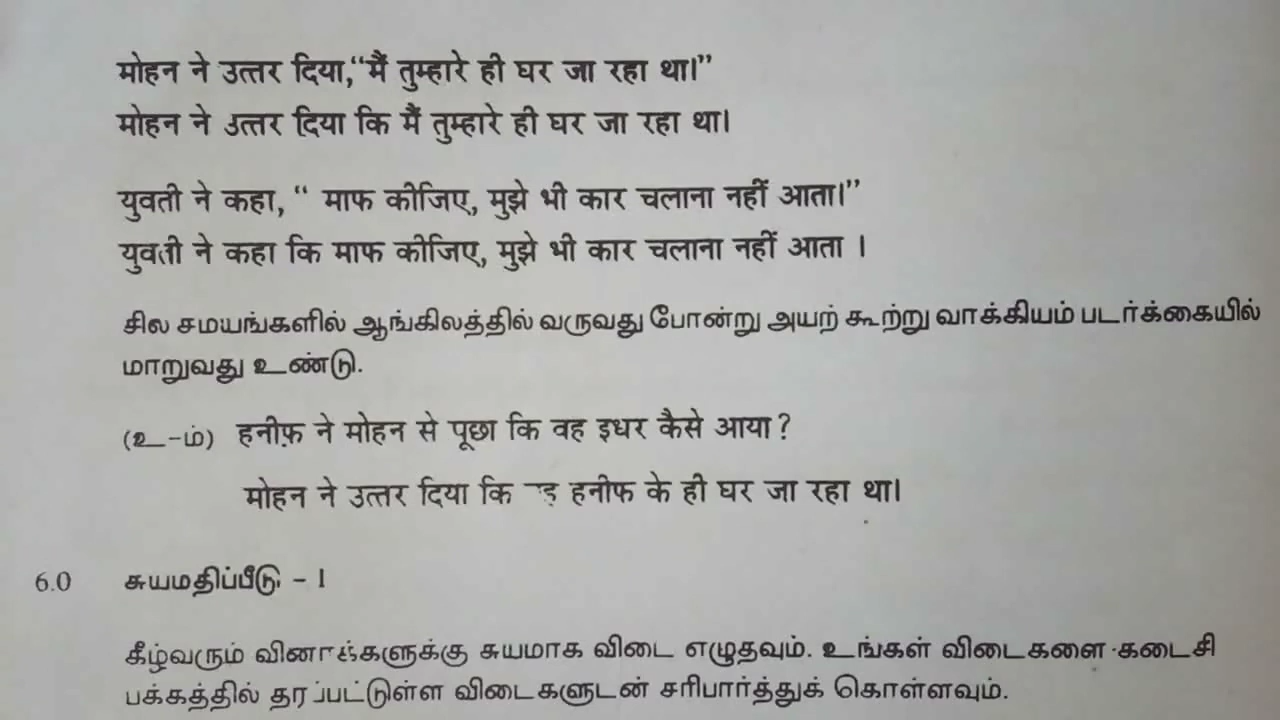 मोहन ने उत्तर दिया,“मैं तुम्हारे ही घर जा रहा था।”
मोहन ने उत्तर दिया कि मैं तुम्हारे ही घर जा रहा था।
युवती ने कहा, “ माफ कीजिए, मुझे भी कार चलाना नहीं आता।”
युवती ने कहा कि माफ कीजिए, मुझे भी कार चलाना नहीं आता ।
சில சமயங்களில் ஆங்கிலத்தில் வருவது போன்று அயற் கூற்று வாக்கியம் படர்க்கையில்
மாறுவது உண்டு.
(உ-ம்) हनीफ़ ने मोहन से पूछा कि वह इधर कैसे आया ?
मोहन ने उत्तर दिया कि हनीफ के ही घर जा रहा था।
6.0 சுயமதிப்பீடு - I
கீழ்வரும் வினாக்களுக்கு சுயமாக விடை எழுதவும். உங்கள் விடைகளை கடைசி
பக்கத்தில் தரப்பட்டுள்ள விடைகளுடன் சரிபார்த்துக் கொள்ளவும்.